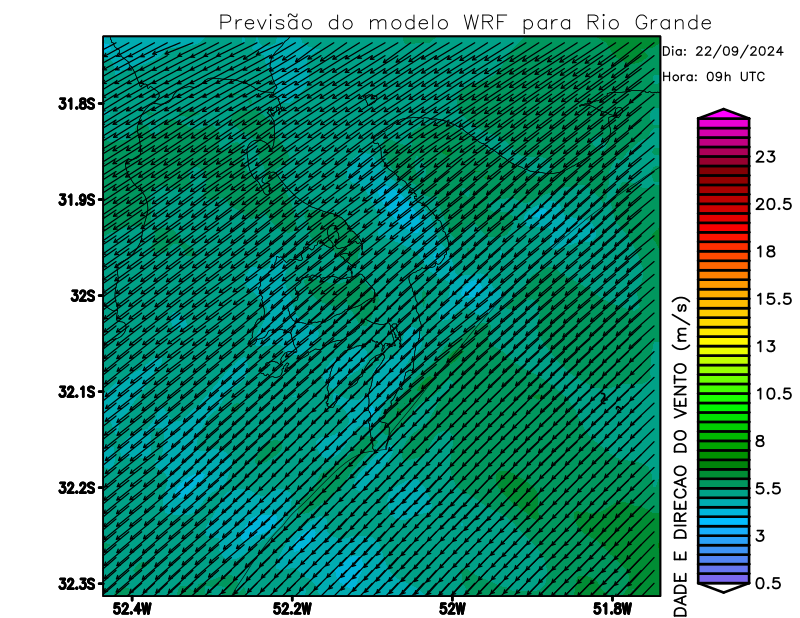 Previsão do modelo WRF para Rio Grande
Dia: 22/09/2024
Hora: 09h UTC
31.8S
31.9S
32S
32.1S
32.2S
32.3S
52.4W
52.2W
52W
51.8W
23
20.5
18
15.5
13
10.5
8
5.5
3
0.5
DADE E DIRECAO DO VENTO (m/s)